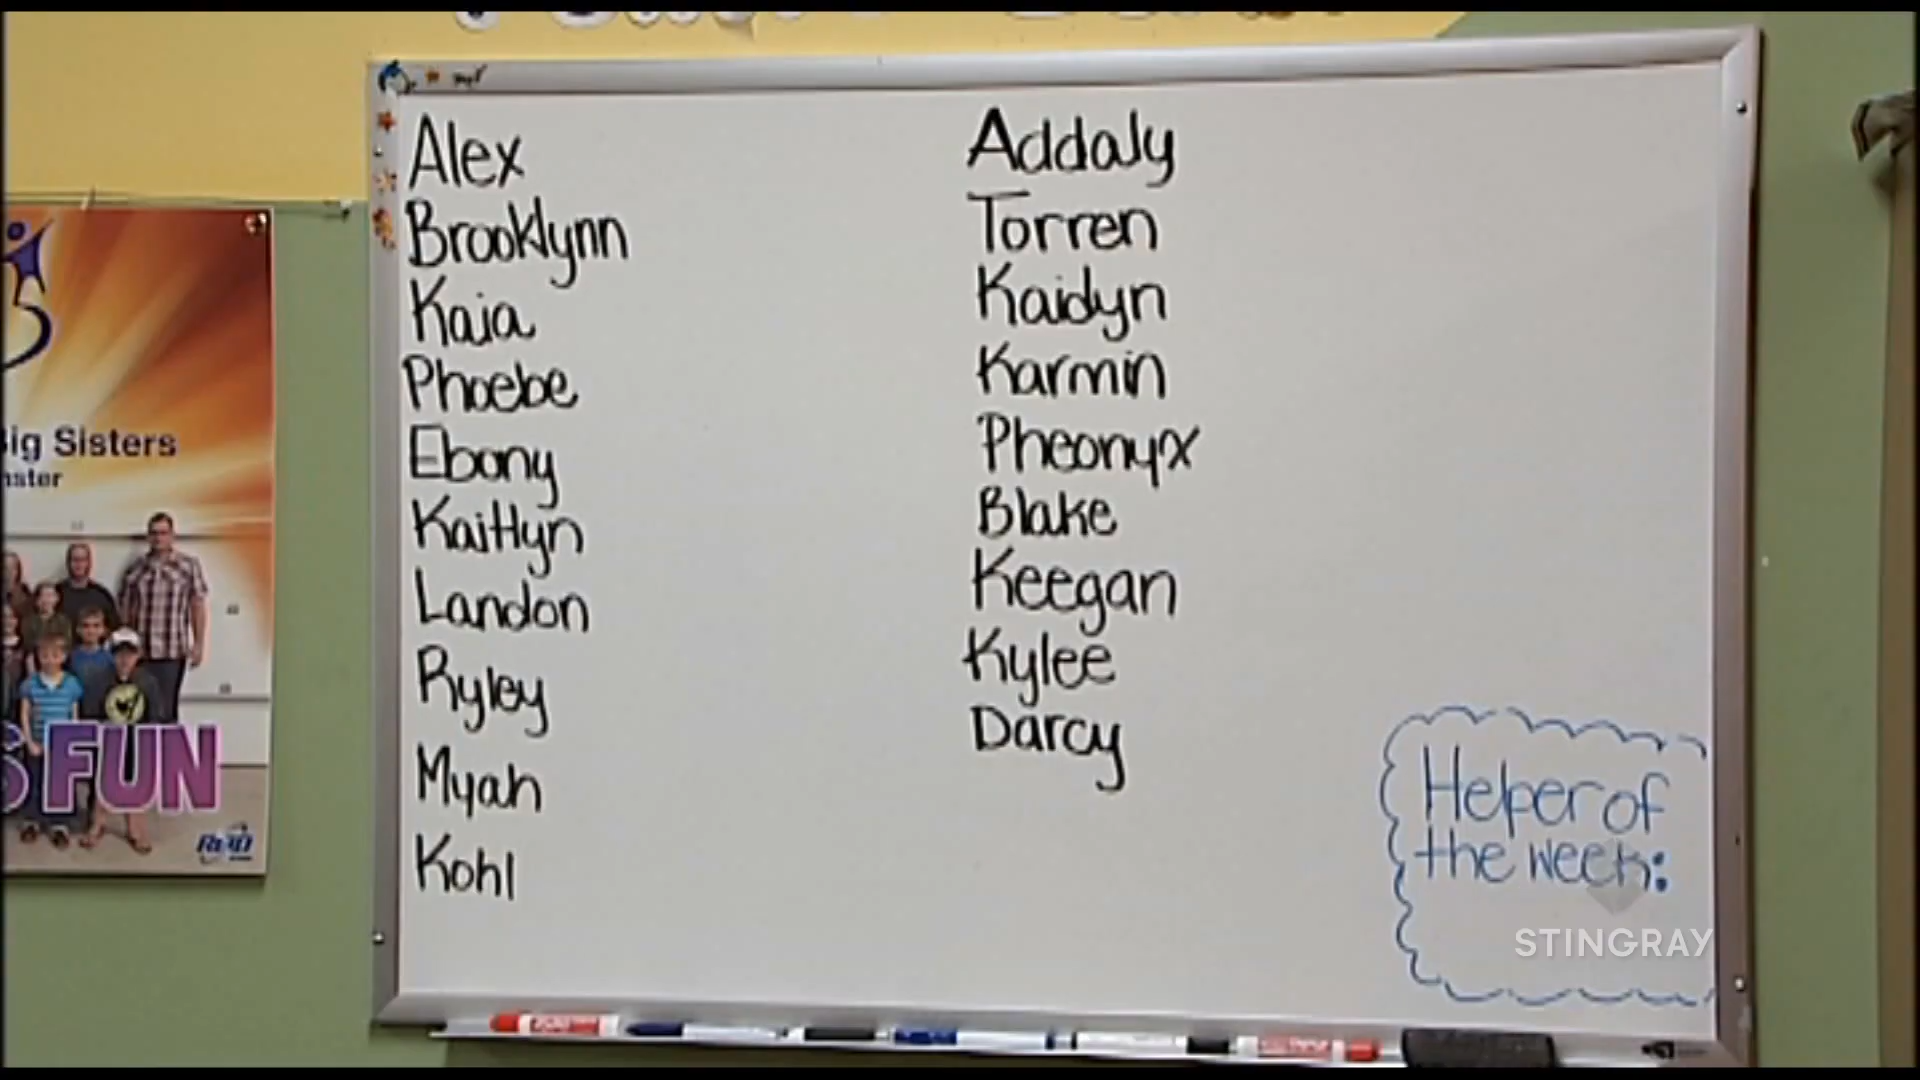 Alex
Brooklynn
Kaia
Phoebe
Ebony
Kaitlyn
Landon
Ryley
Myah
Kohl
Addaly
Torren
Kaidyn
Karmin
Pheonyx
Blake
Keegan
Kylee
Darcy
Helper of
the week:
STINGRAY
Big Sisters
FUN